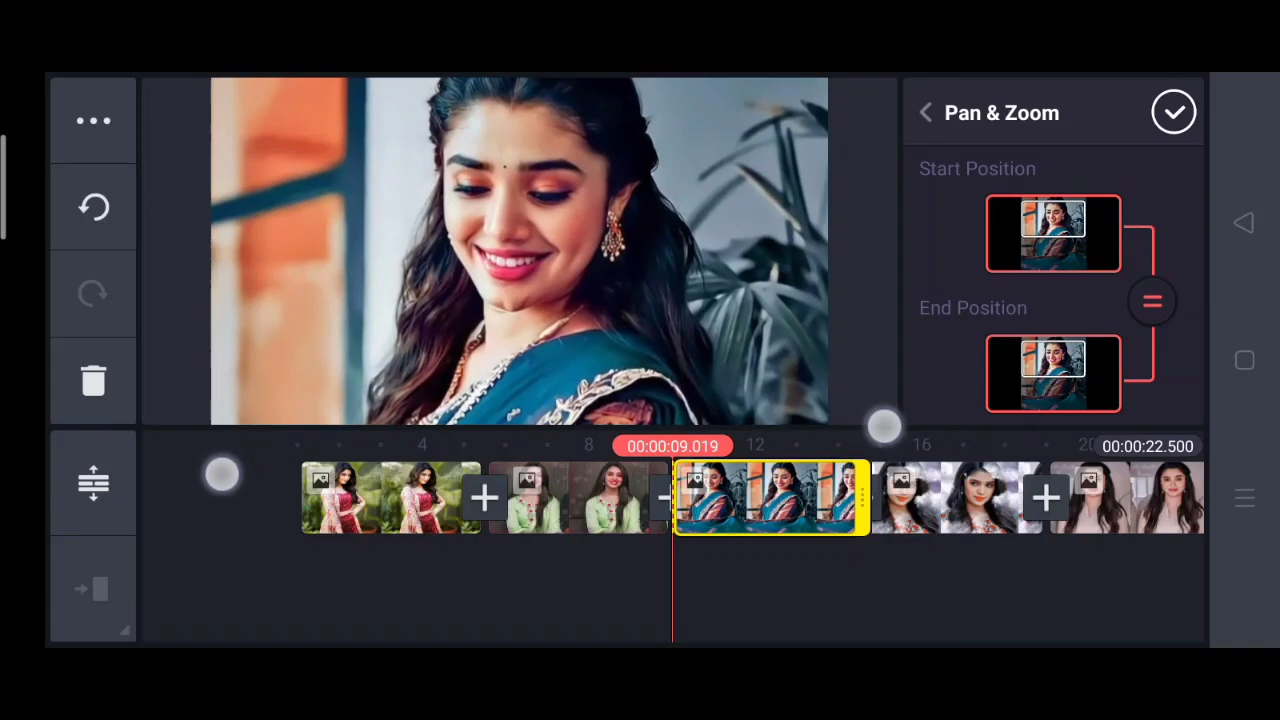 Pan & Zoom
Start Position
End Position
4
8
00:00:09.019
12
16
20
00:00:22.500